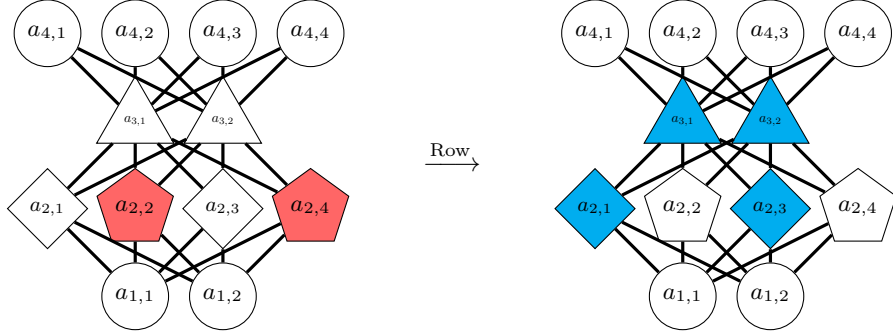 a4,1 a4,2 a4,3 a4,4 a4,1 a4,2 a4,3 a4,4
a3,1 a3,2 a3,1 a3,2
Row
a2,1 a2,2 a2,3 a2,4 a2,1 a2,2 a2,3 a2,4
a1,1 a1,2 a1,1 a1,2